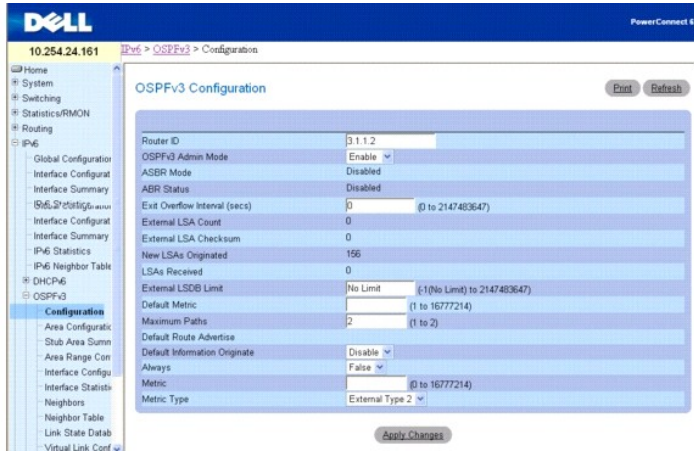 DELL
PowerConnect 6
10.254.24.161
IPv6 > OSPFv3 > Configuration
Home
System
Switching
Statistics/RMON
Routing
IPv6
Global Configuration
Interface Configurat
Interface Summary
Interface Configurat
Interface Summary
IPv6 Statistics
IPv6 Neighbor Table
DHCPv6
OSPFv3
Configuration
Area Configuratic
Stub Area Summ
Area Range Con
Interface Configu
Interface Statisti
Neighbors
Neighbor Table
Link State Datab
Virtual Link Conf
OSPFv3 Configuration
Print Refresh
Router ID 3.1.1.2
OSPFv3 Admin Mode Enable
ASBR Mode Disabled
ABR Status Disabled
Exit Overflow Interval (secs) 0 (0 to 2147483647)
External LSA Count 0
External LSA Checksum 0
New LSAs Originated 156
LSAs Received 0
External LSDB Limit No Limit (-1(No Limit) to 2147483647)
Default Metric (1 to 16777214)
Maximum Paths 2 (1 to 2)
Default Route Advertise
Default Information Originate Disable
Always False
Metric (0 to 16777214)
Metric Type External Type 2
Apply Changes